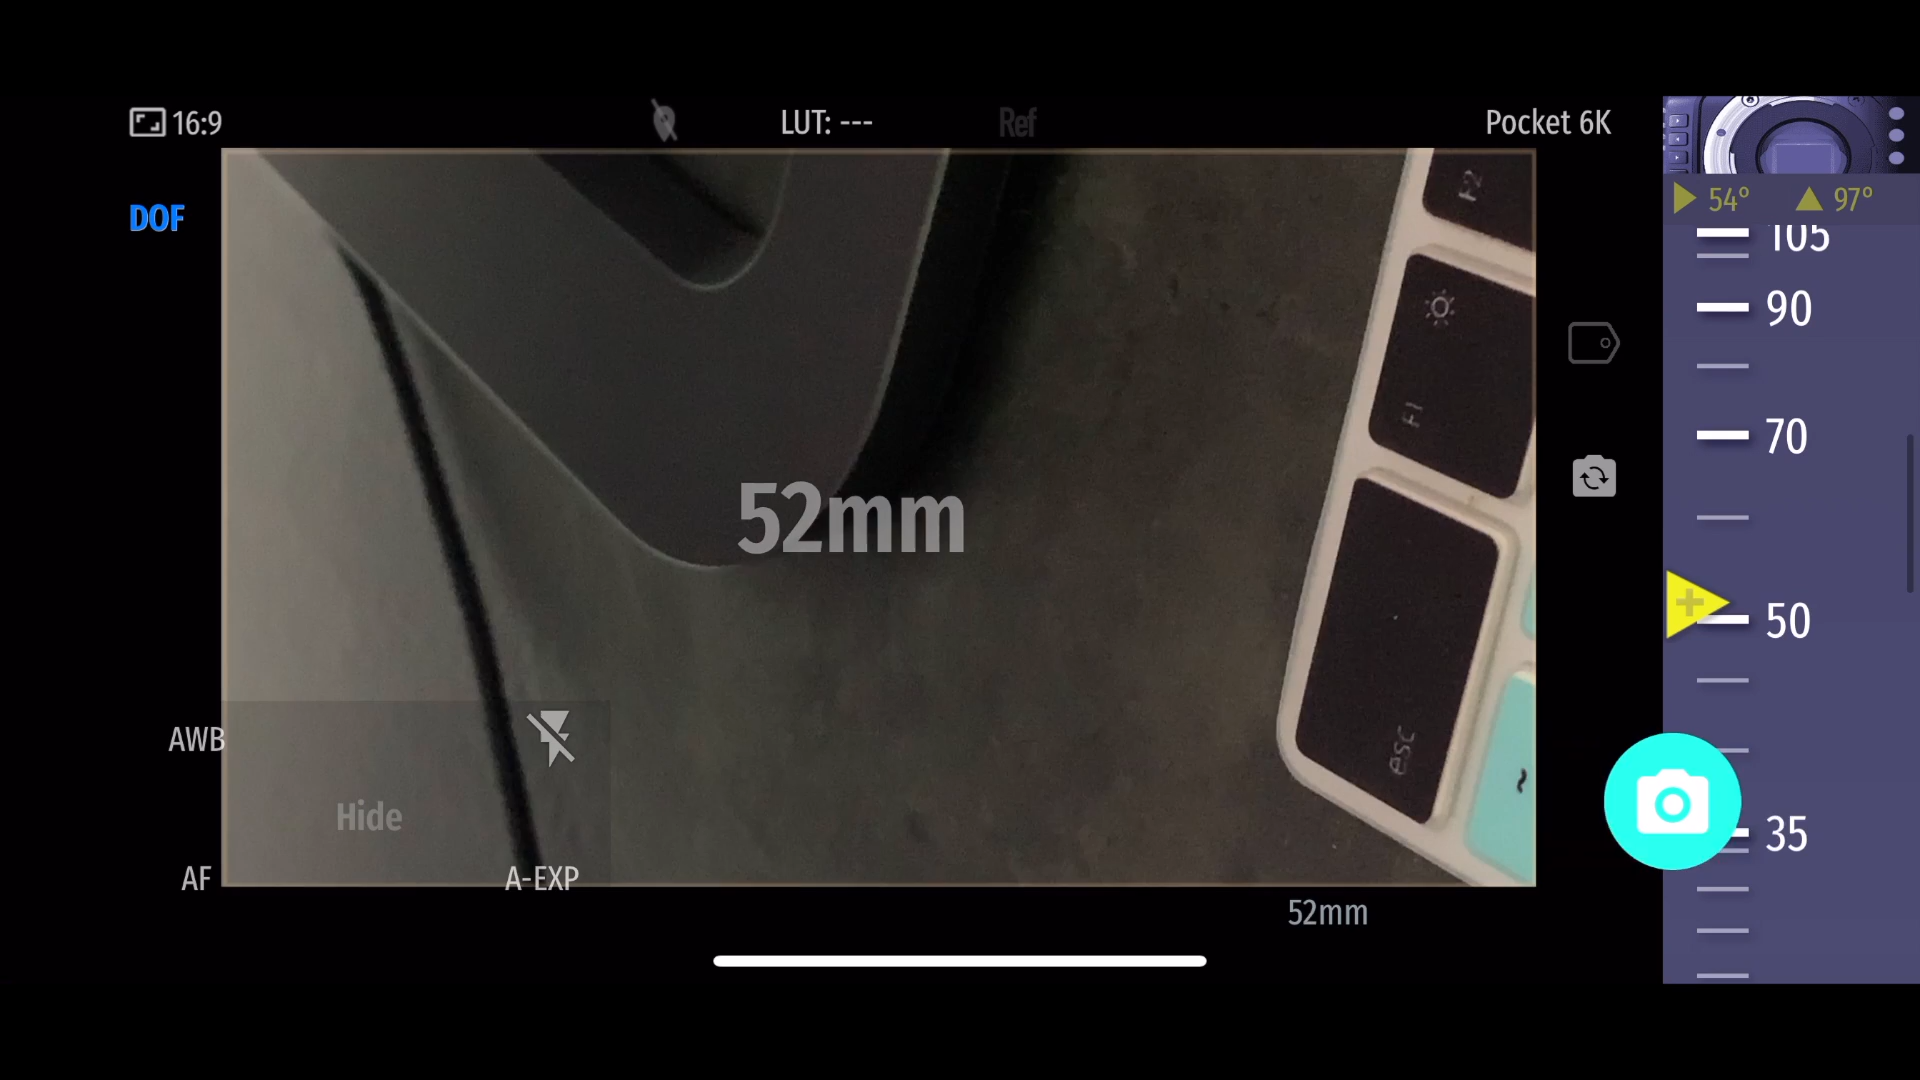 16:9
LUT: ---
Ref
Pocket 6K
54°
97°
DOF
105
90
70
50
35
F2
F1
esc
~
52mm
AWB
Hide
AF
A-EXP
52mm